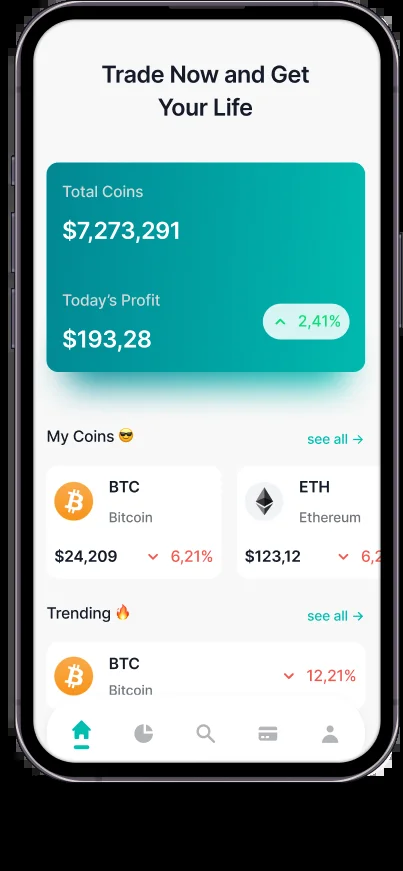 Trade Now and Get
Your Life
Total Coins
$7,273,291
Today's Profit
$193,28
2,41%
My Coins 😎
see all →
BTC
Bitcoin
$24,209
6,21%
ETH
Ethereum
$123,12
6,2
Trending 🔥
see all →
BTC
Bitcoin
12,21%